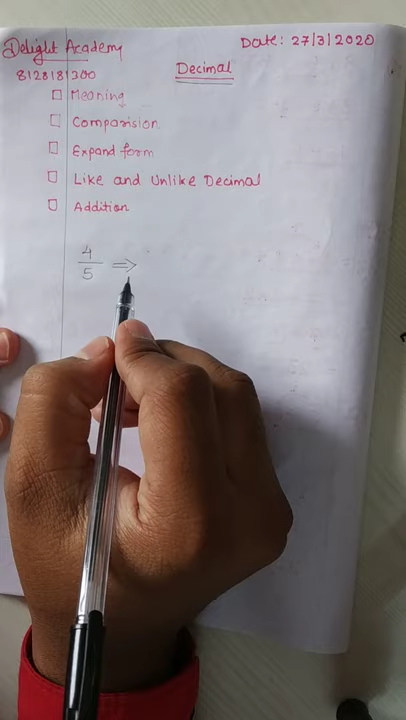 Delight Academy Date: 27/3/2020
8128181300 Decimal
Meaning
Comparision
Expand form
Like and Unlike Decimal
Addition
4/5 ⇒